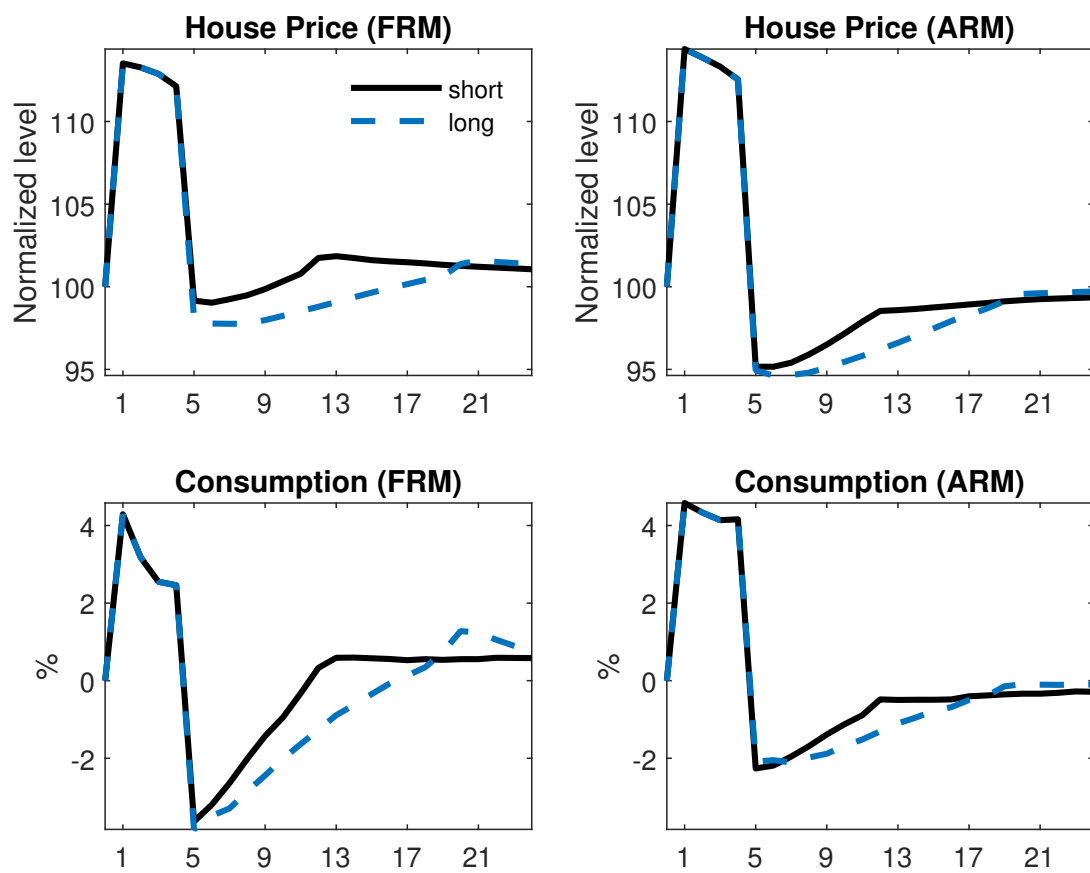 House Price (FRM)
Normalized level
110
105
100
95
1 5 9 13 17 21
short
long
House Price (ARM)
Normalized level
110
105
100
95
1 5 9 13 17 21
Consumption (FRM)
%
4
2
0
-2
1 5 9 13 17 21
Consumption (ARM)
%
4
2
0
-2
1 5 9 13 17 21